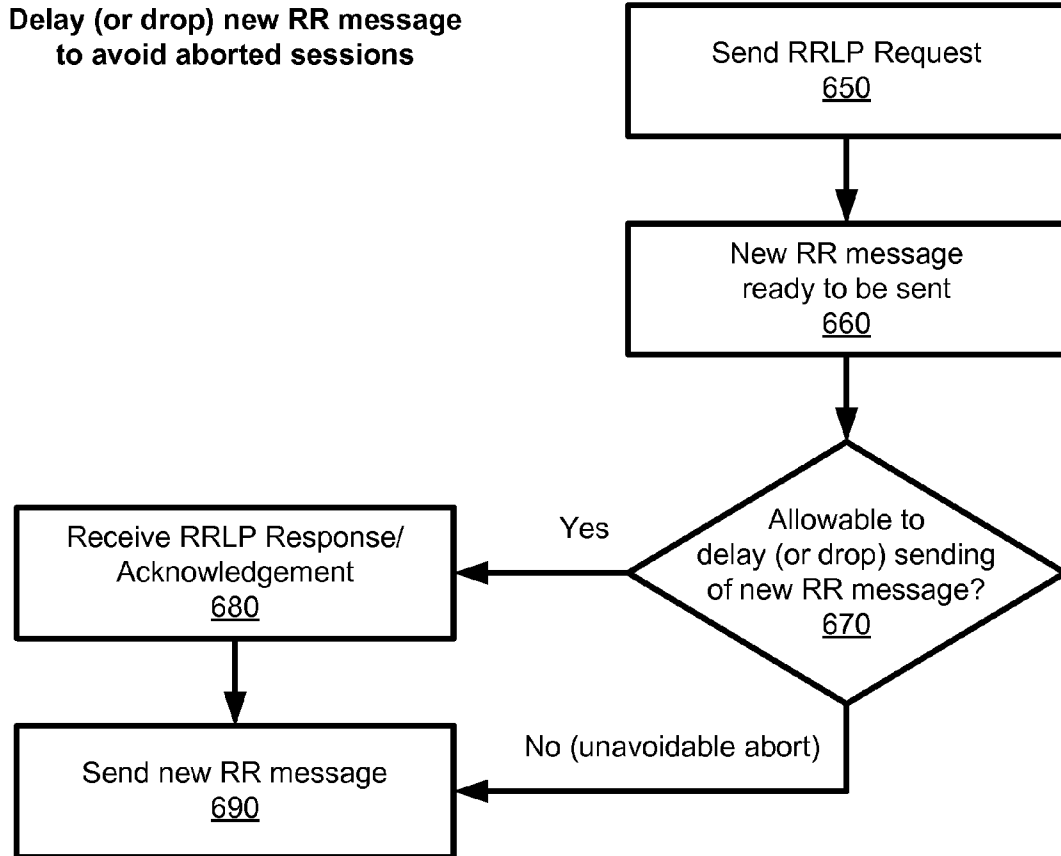 Delay (or drop) new RR message
to avoid aborted sessions
Send RRLP Request
650
New RR message
ready to be sent
660
Allowable to
delay (or drop) sending
of new RR message?
670
Yes
Receive RRLP Response/
Acknowledgement
680
No (unavoidable abort)
Send new RR message
690